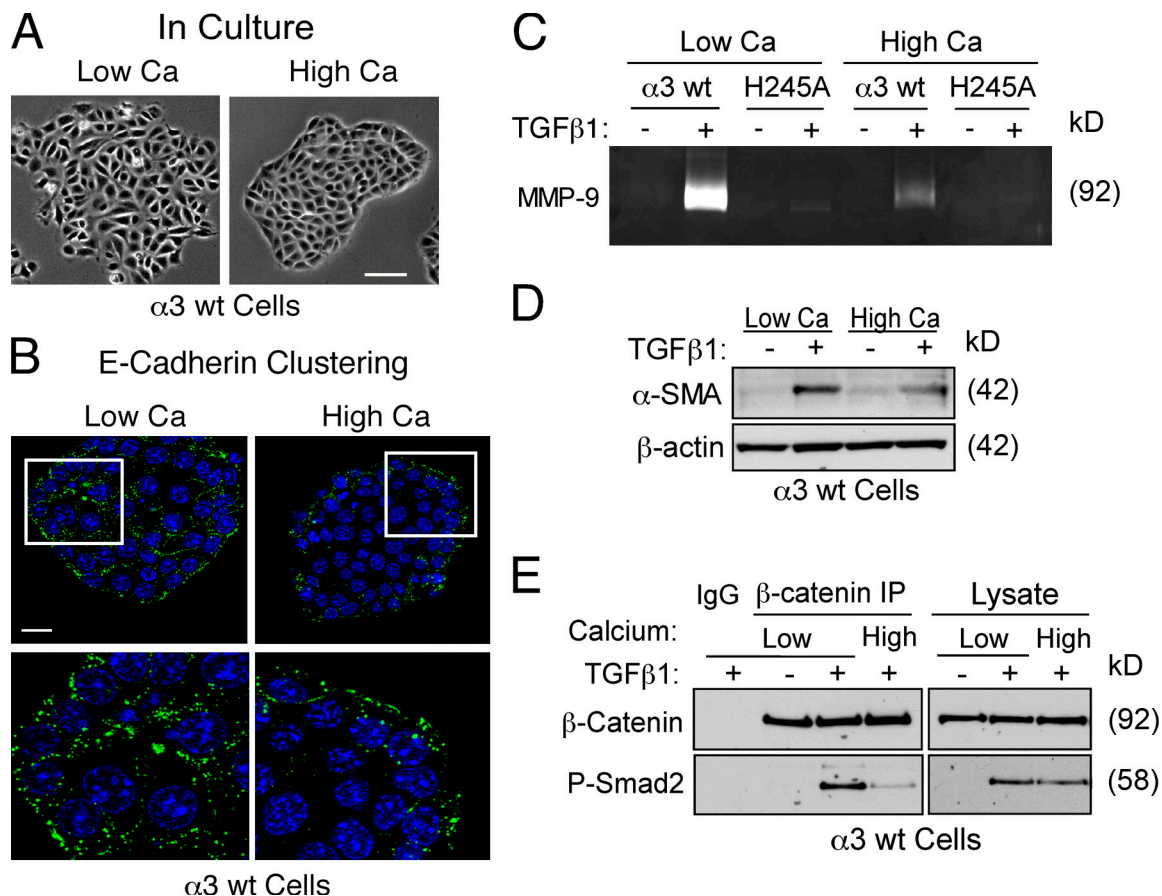 A
In Culture
Low Ca High Ca
α3 wt Cells
B
E-Cadherin Clustering
Low Ca High Ca
α3 wt Cells
C
Low Ca High Ca
α3 wt H245A α3 wt H245A
TGFβ1: - + - + - + - + kD
MMP-9 (92)
D
Low Ca High Ca
TGFβ1: - + - + kD
α-SMA (42)
β-actin (42)
α3 wt Cells
E
IgG β-catenin IP Lysate
Calcium: Low High Low High
TGFβ1: + - + + - + + kD
β-Catenin (92)
P-Smad2 (58)
α3 wt Cells